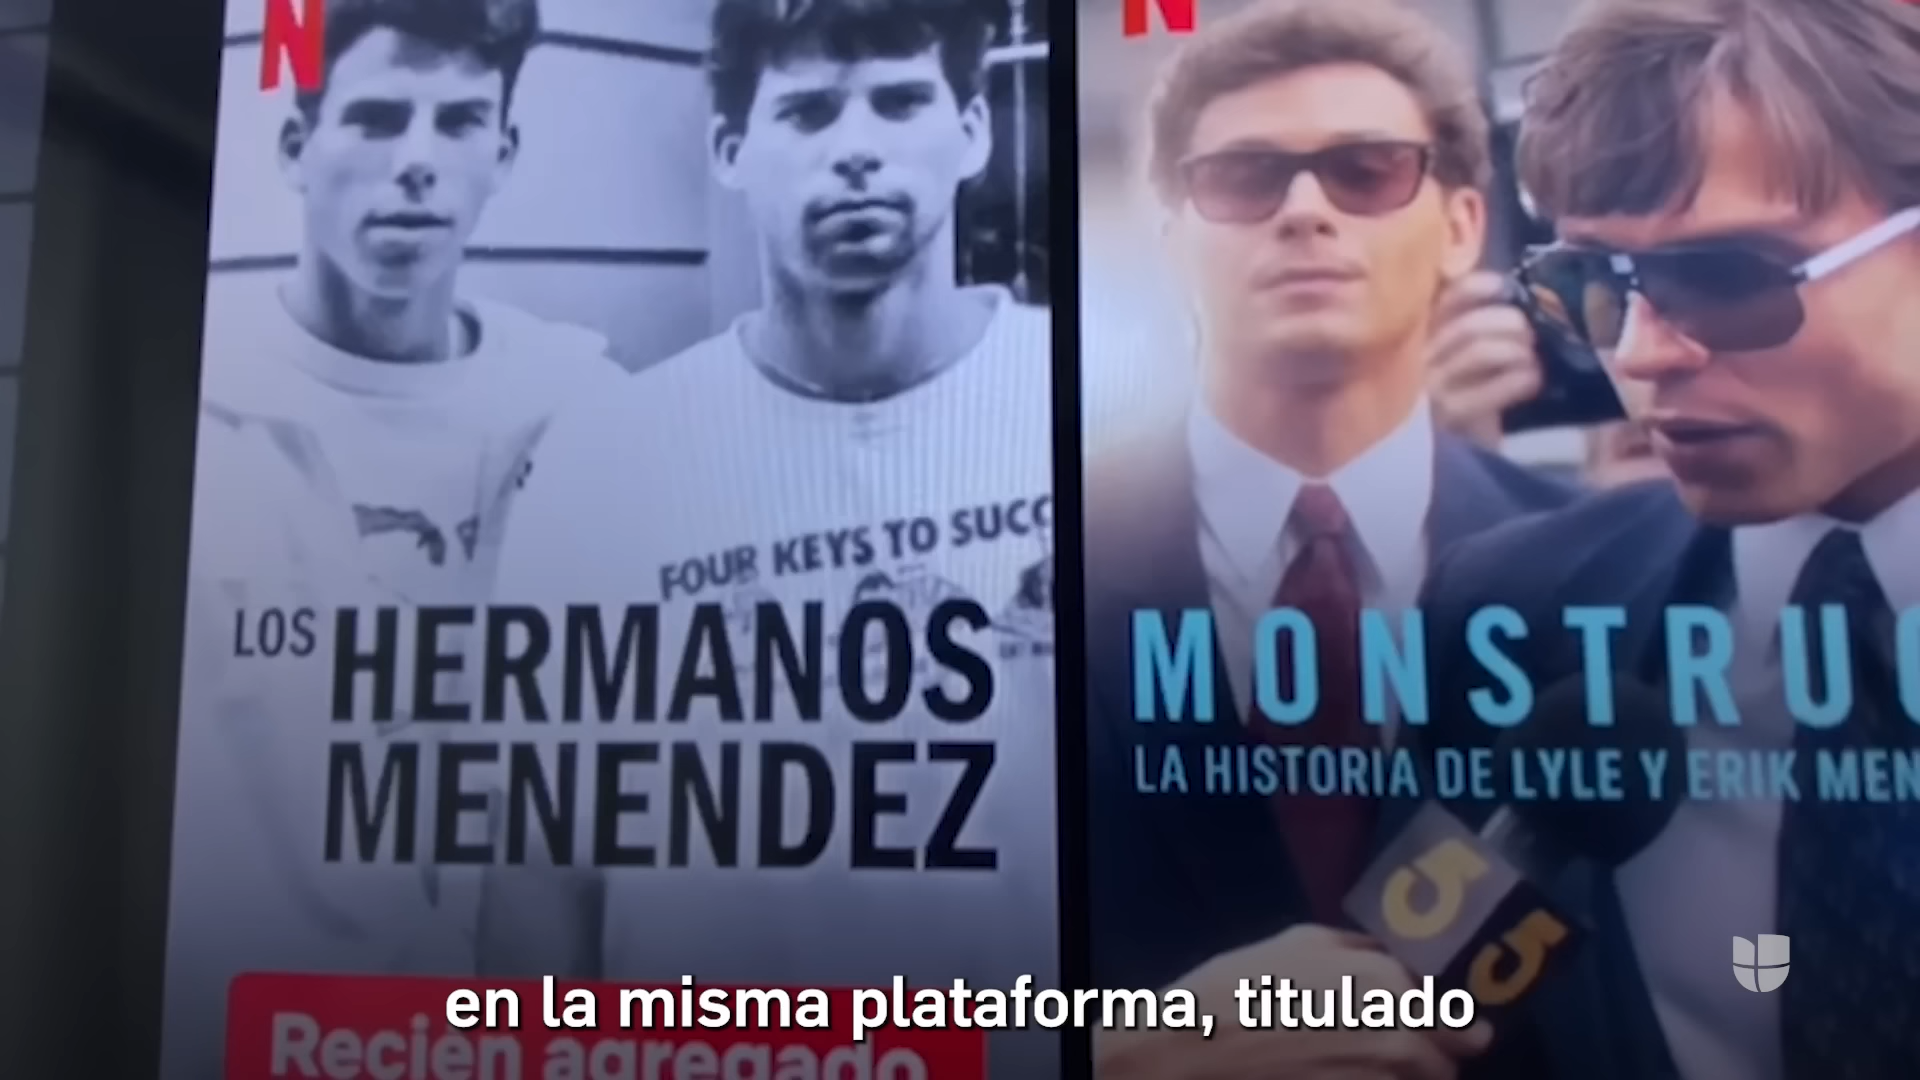 N
N
FOUR KEYS TO SUCC
LOS HERMANOS
MENENDEZ
MONSTRUO
LA HISTORIA DE LYLE Y ERIK MEN
5
5
en la misma plataforma, titulado
Recién agregado